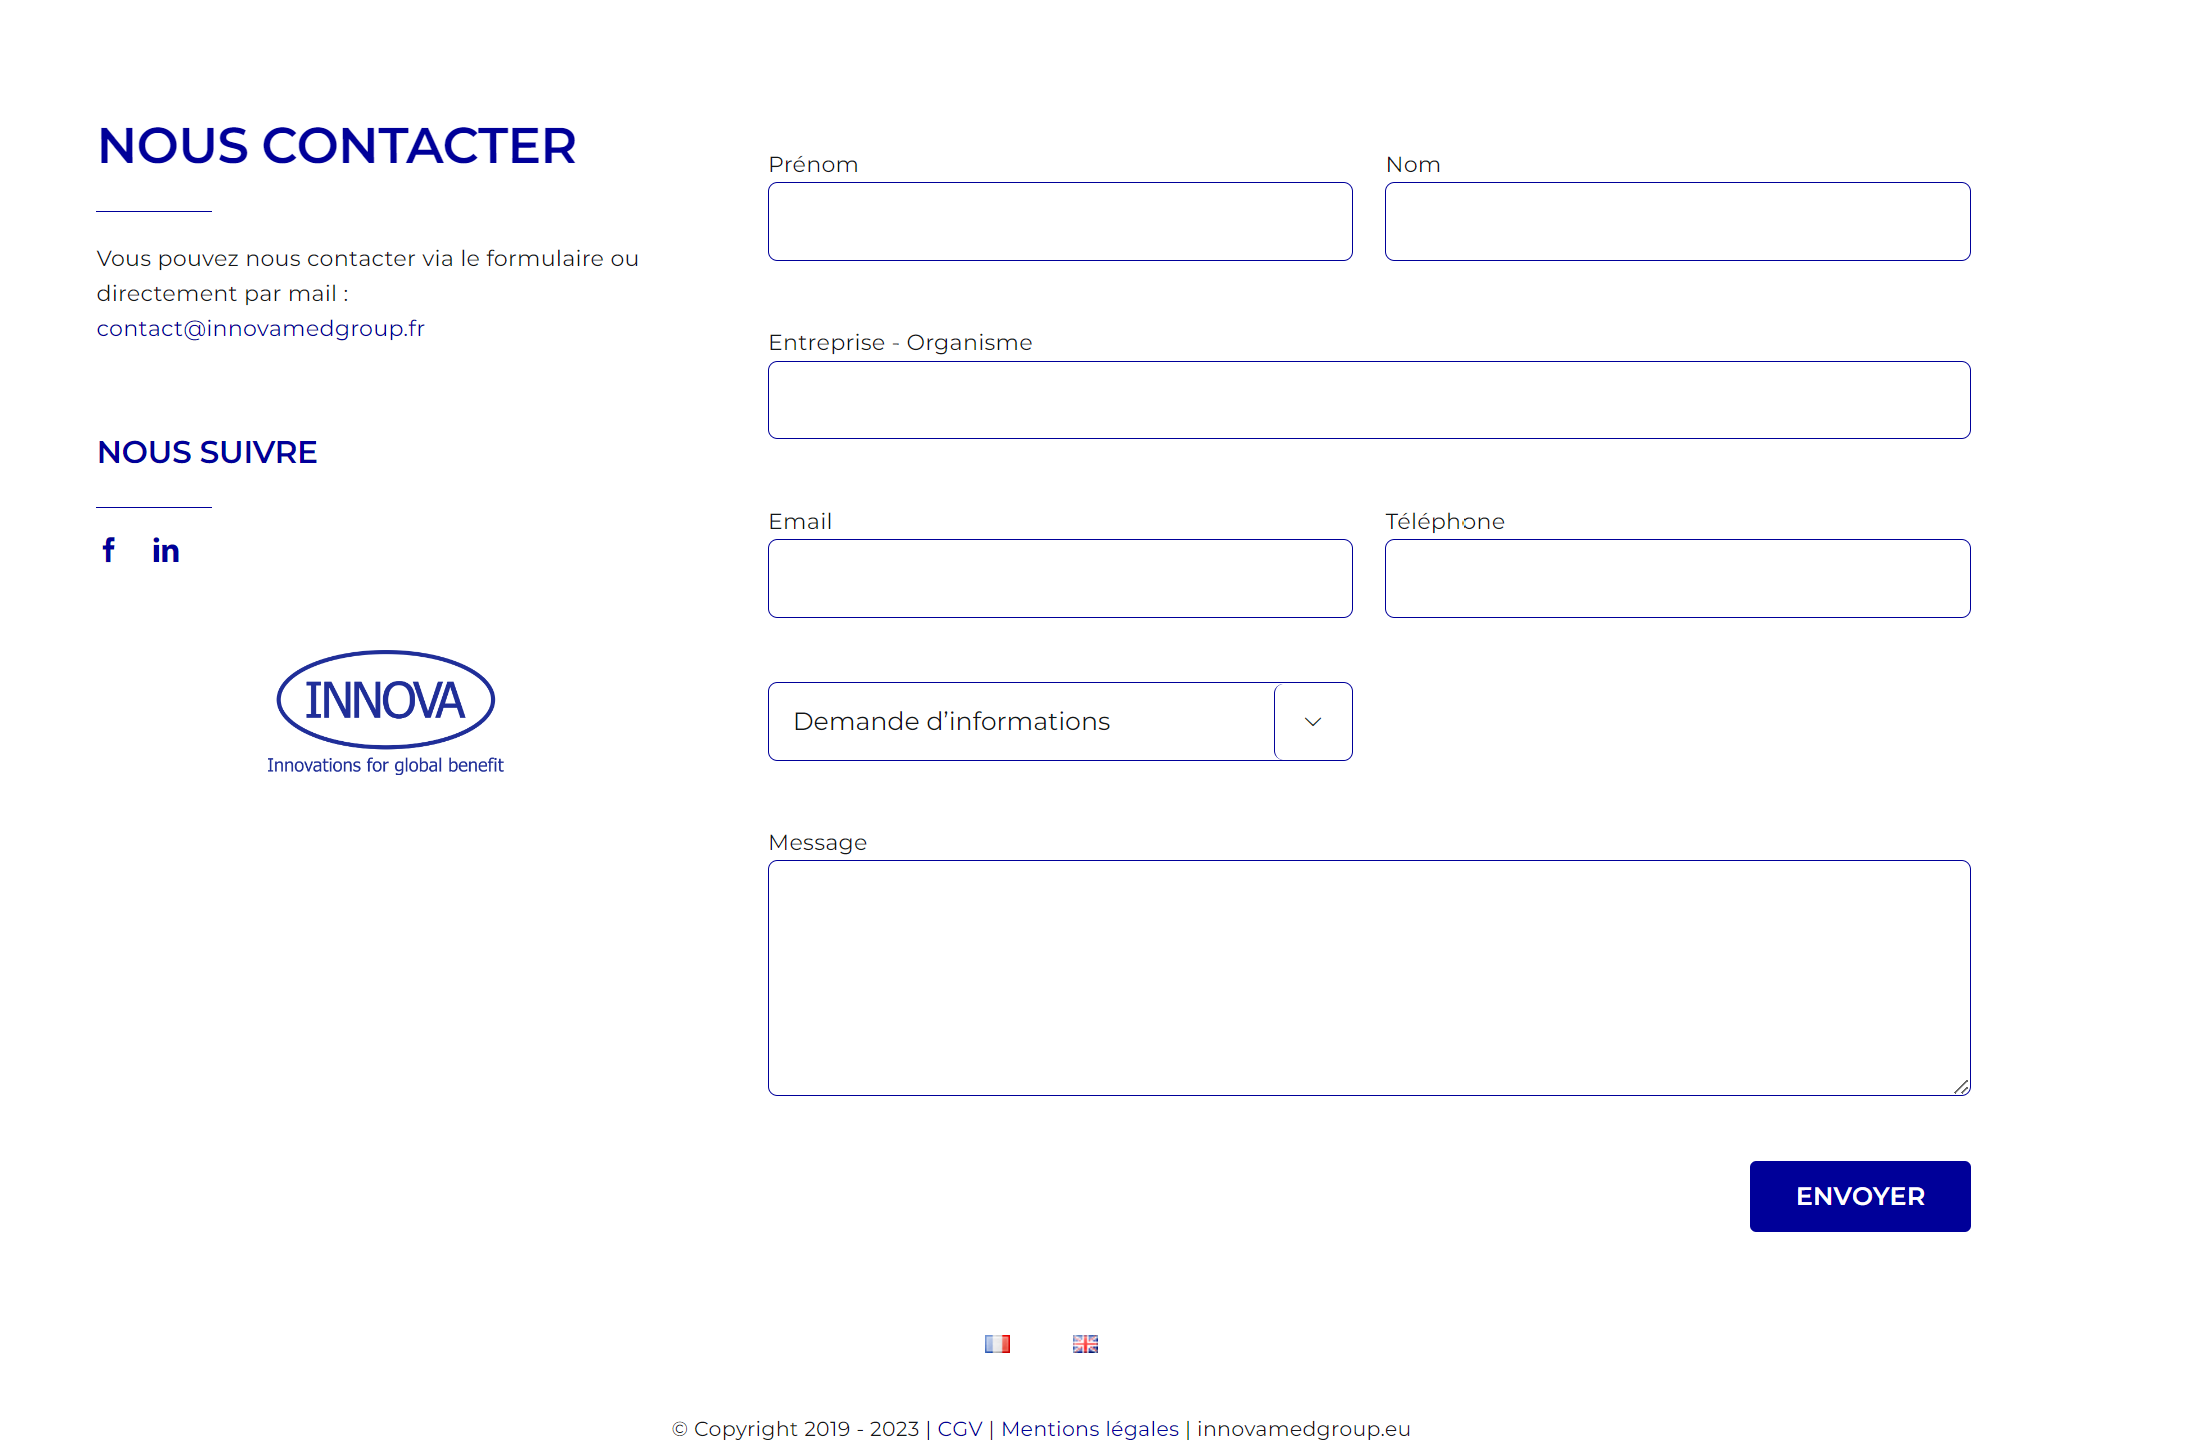 NOUS CONTACTER
Vous pouvez nous contacter via le formulaire ou
directement par mail :
contact@innovamedgroup.fr
NOUS SUIVRE
f in
INNOVA
Innovations for global benefit
Prénom
Nom
Entreprise - Organisme
Email
Téléphone
Demande d’informations
Message
ENVOYER
© Copyright 2019 - 2023 | CGV | Mentions légales | innovamedgroup.eu